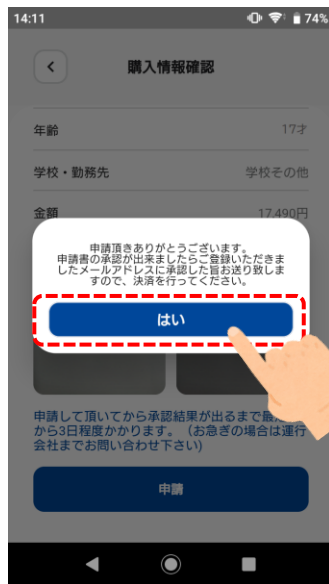 14:11
74%
購入情報確認
年齢
17才
学校・勤務先
学校その他
金額
17,490円
申請頂きありがとうございます。
申請書の承認が出来ましたらご登録いただきま
したメールアドレスに承認した旨お送り致しま
すので、決済を行ってください。
はい
申請して頂いてから承認結果が出るまで
から3日程度かかります。（お急ぎの場合は運行
会社までお問い合わせ下さい)
申請